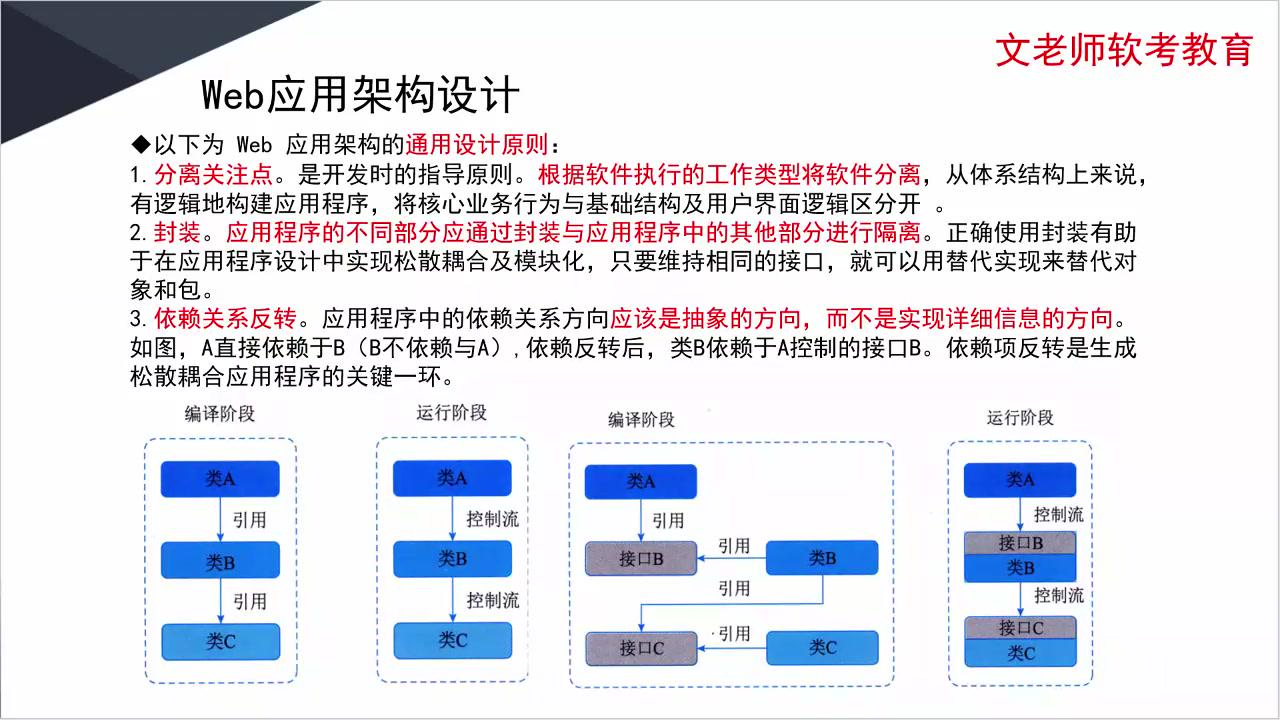 文老师软考教育
Web应用架构设计
◆以下为 Web 应用架构的通用设计原则：
1.分离关注点。是开发时的指导原则。根据软件执行的工作类型将软件分离，从体系结构上来说，
有逻辑地构建应用程序，将核心业务行为与基础结构及用户界面逻辑区分开 。
2.封装。应用程序的不同部分应通过封装与应用程序中的其他部分进行隔离。正确使用封装有助
于在应用程序设计中实现松散耦合及模块化，只要维持相同的接口，就可以用替代实现来替代对
象和包。
3.依赖关系反转。应用程序中的依赖关系方向应该是抽象的方向，而不是实现详细信息的方向。
如图，A直接依赖于B（B不依赖与A）,依赖反转后，类B依赖于A控制的接口B。依赖项反转是生成
松散耦合应用程序的关键一环。
编译阶段
类A
引用
类B
引用
类C
运行阶段
类A
控制流
类B
控制流
类C
编译阶段
类A
引用
接口B
引用
类B
引用
接口C
引用
类C
运行阶段
类A
控制流
接口B
类B
控制流
接口C
类C